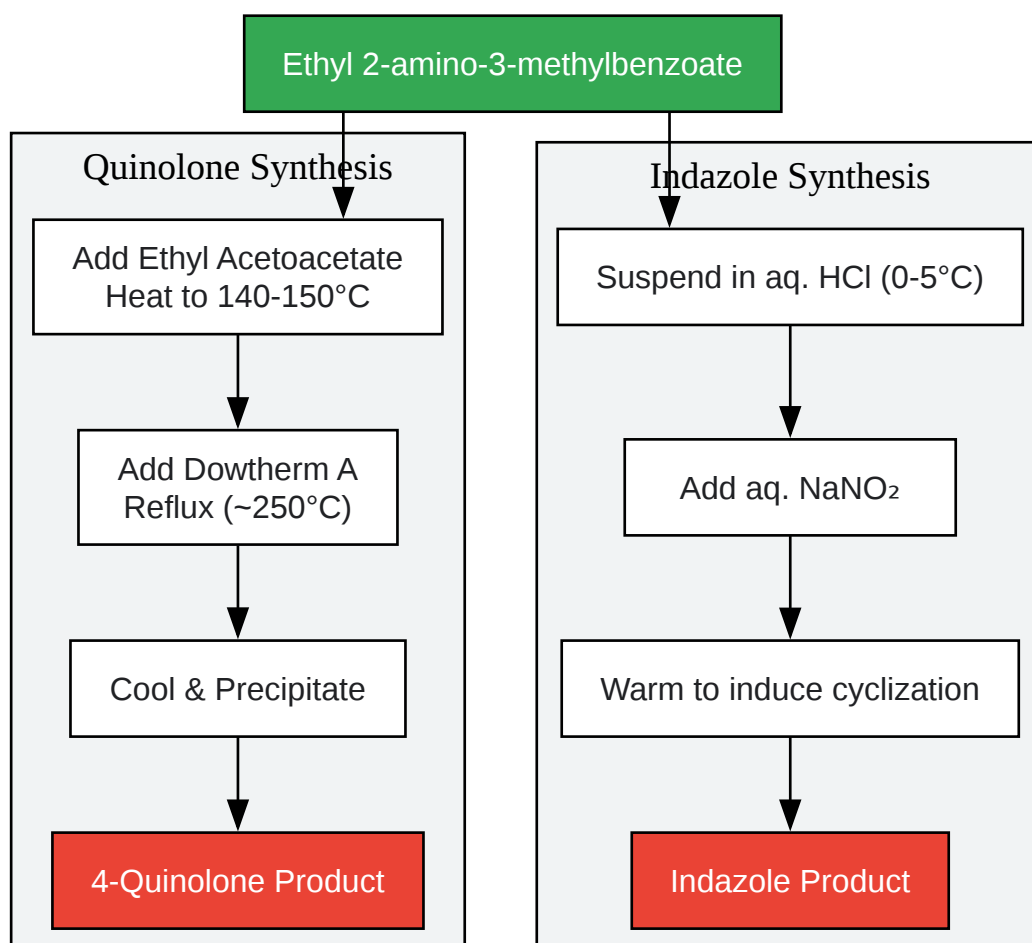 Ethyl 2-amino-3-methylbenzoate
Quinolone Synthesis
Add Ethyl Acetoacetate
Heat to 140-150°C
Add Dowtherm A
Reflux (~250°C)
Cool & Precipitate
4-Quinolone Product
Indazole Synthesis
Suspend in aq. HCl (0-5°C)
Add aq. NaNO₂
Warm to induce cyclization
Indazole Product